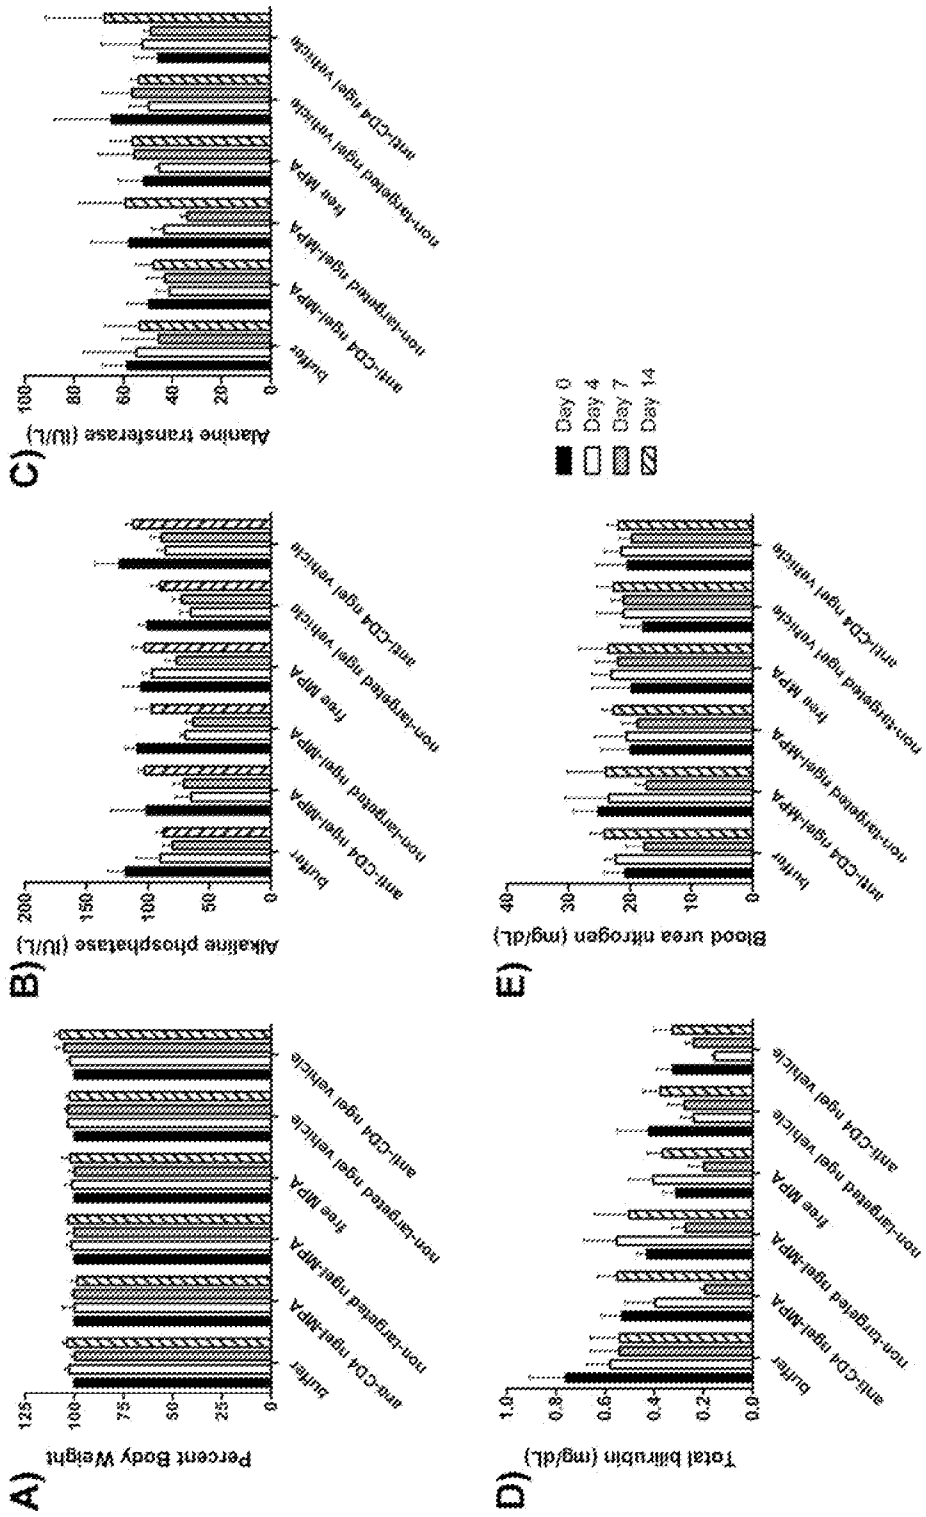 A)
Percent Body Weight
125
100
75
50
25
0
buffer
anti-CD4 ngel-MPA
non-targeted ngel-MPA
free MPA
non-targeted ngel vehicle
anti-CD4 ngel vehicle
B)
Alkaline phosphatase (IU/L)
200
150
100
50
0
buffer
anti-CD4 ngel-MPA
non-targeted ngel-MPA
free MPA
non-targeted ngel vehicle
anti-CD4 ngel vehicle
C)
Alanine transferase (IU/L)
100
80
60
40
20
0
buffer
anti-CD4 ngel-MPA
non-targeted ngel-MPA
free MPA
non-targeted ngel vehicle
anti-CD4 ngel vehicle
D)
Total bilirubin (mg/dL)
1.0
0.8
0.6
0.4
0.2
0.0
buffer
anti-CD4 ngel-MPA
non-targeted ngel-MPA
free MPA
non-targeted ngel vehicle
anti-CD4 ngel vehicle
E)
Blood urea nitrogen (mg/dL)
40
30
20
10
0
buffer
anti-CD4 ngel-MPA
non-targeted ngel-MPA
free MPA
non-targeted ngel vehicle
anti-CD4 ngel vehicle
Day 0
Day 4
Day 7
Day 14